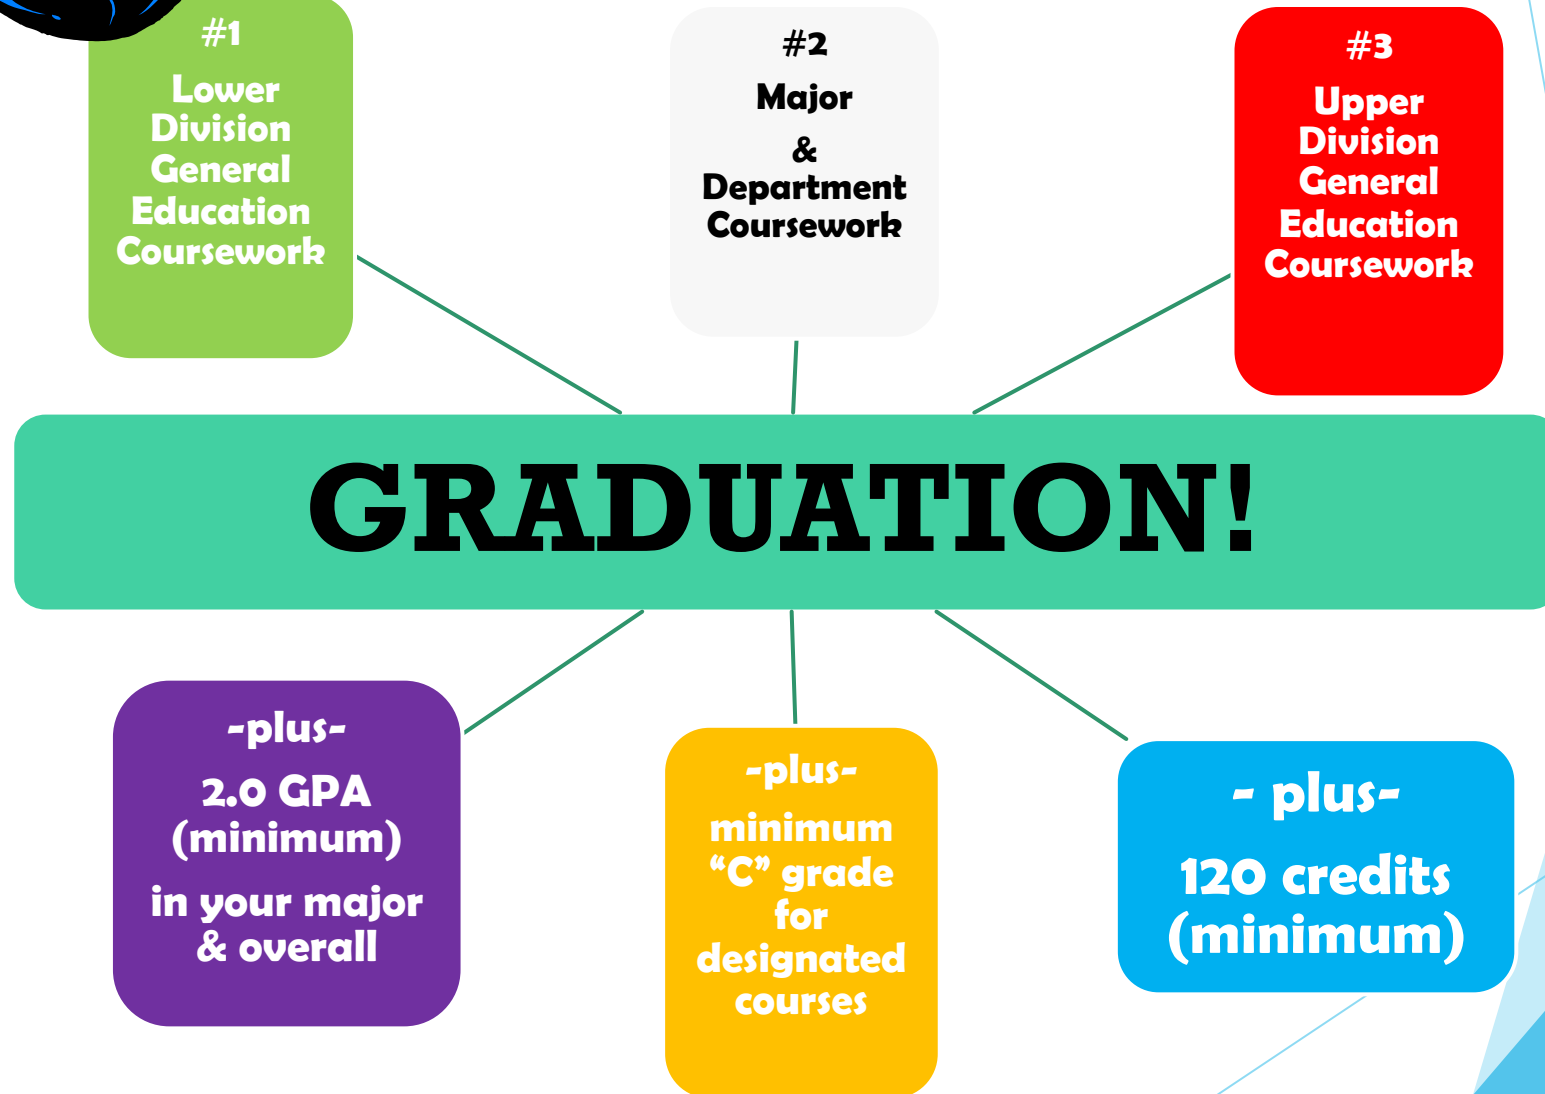 #1
Lower
Division
General
Education
Coursework
#2
Major
&
Department
Coursework
#3
Upper
Division
General
Education
Coursework
GRADUATION!
-plus-
2.0 GPA
(minimum)
in your major
& overall
-plus-
minimum
“C” grade
for
designated
courses
- plus-
120 credits
(minimum)